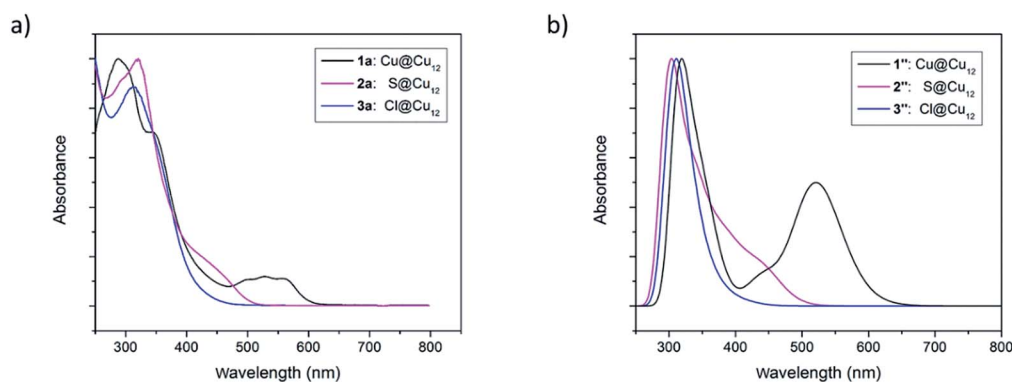 a)
1a: Cu@Cu12
2a: S@Cu12
3a: Cl@Cu12
Absorbance
300 400 500 600 700 800
Wavelength (nm)
b)
1": Cu@Cu12
2": S@Cu12
3": Cl@Cu12
Absorbance
300 400 500 600 700 800
Wavelength (nm)